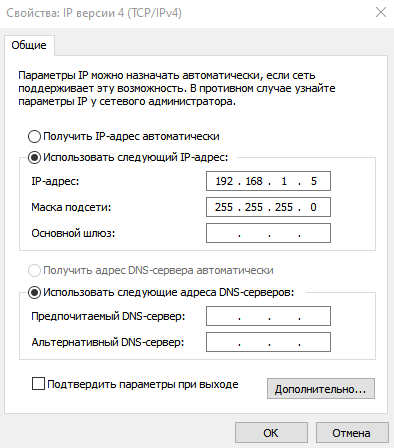 Свойства: IP версии 4 (TCP/IPv4)
Общие
Параметры IP можно назначать автоматически, если сеть
поддерживает эту возможность. В противном случае узнайте
параметры IP у сетевого администратора.
Получить IP-адрес автоматически
Использовать следующий IP-адрес:
IP-адрес: 192 . 168 . 1 . 5
Маска подсети: 255 . 255 . 255 . 0
Основной шлюз: . . .
Получить адрес DNS-сервера автоматически
Использовать следующие адреса DNS-серверов:
Предпочитаемый DNS-сервер: . . .
Альтернативный DNS-сервер: . . .
Подтвердить параметры при выходе
Дополнительно...
ОК Отмена